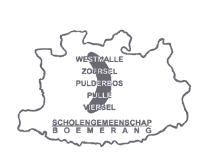 WESTMALLE
ZOERSEL
PULDERBOS
PULLE
VIERSEL
SCHOLENGEMEENSCHAP
BOEMERANG